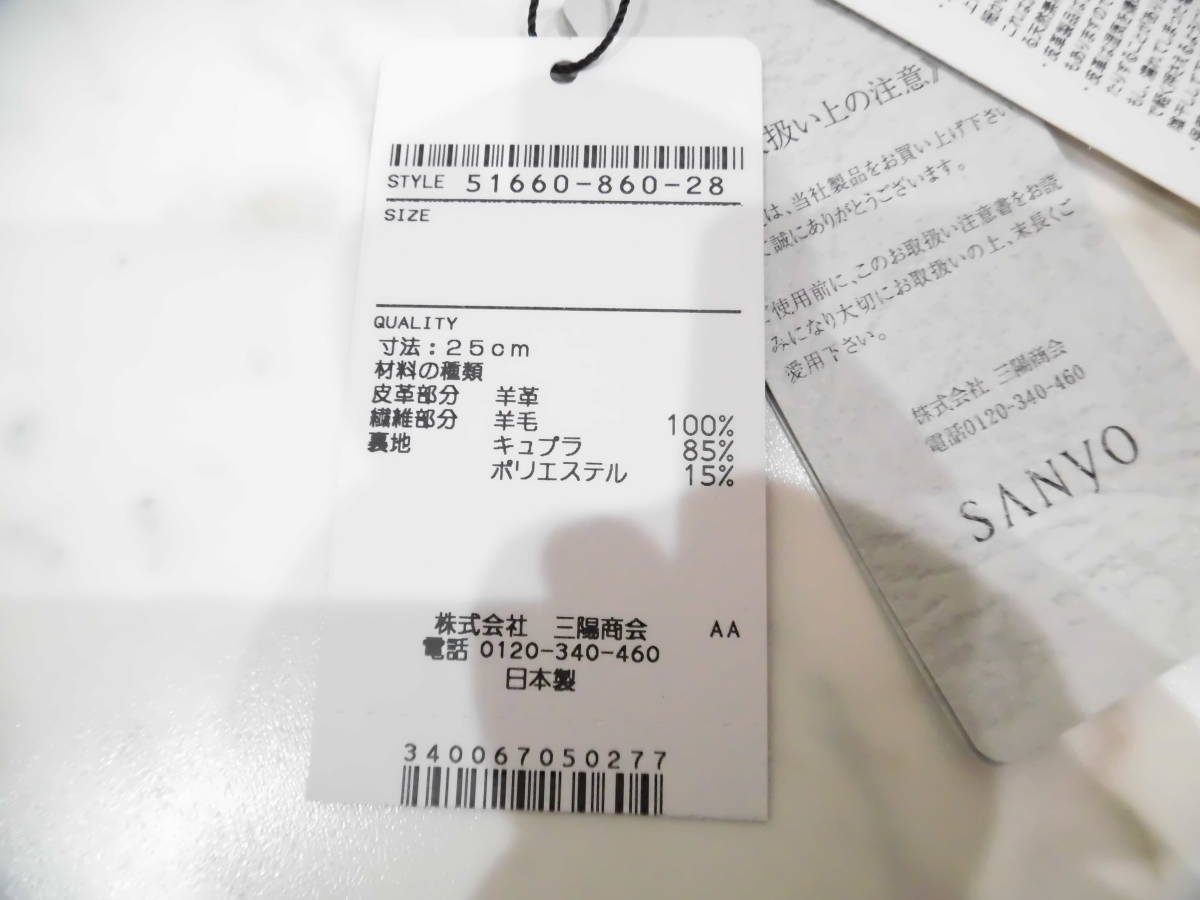 STYLE 51660-860-28
SIZE
QUALITY
寸法：25cm
材料の種類
皮革部分 羊革
繊維部分 羊毛 100%
裏地 キュプラ 85%
ポリエステル 15%
株式会社 三陽商会 AA
電話 0120-340-460
日本製
340067050277
扱い上の注意》
は、当社製品をお買い上げ下さい
誠にありがとうございます。
使用前に、このお取扱い注意書をお読
みになり大切にお取扱いの上、末長くご
愛用下さい。
株式会社 三陽商会
電話0120-340-460
SANYO